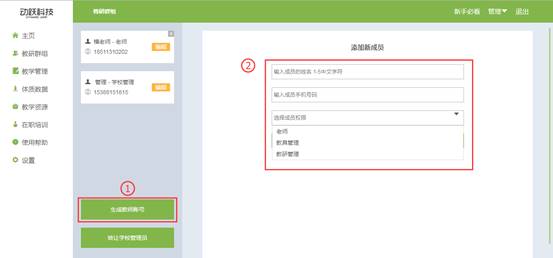 动跃科技
教研群组
新手必看 管理 退出
主页
教研群组
教学管理
体质数据
教学资源
在职培训
使用帮助
设置
楼老师 - 老师
18511310202
编辑
管理 - 学校管理
15366151615
编辑
①
生成教师账号
转让学校管理员
添加新成员
②
输入成员的姓名 1-5中文字符
输入成员手机号码
选择成员权限
老师
教具管理
教研管理